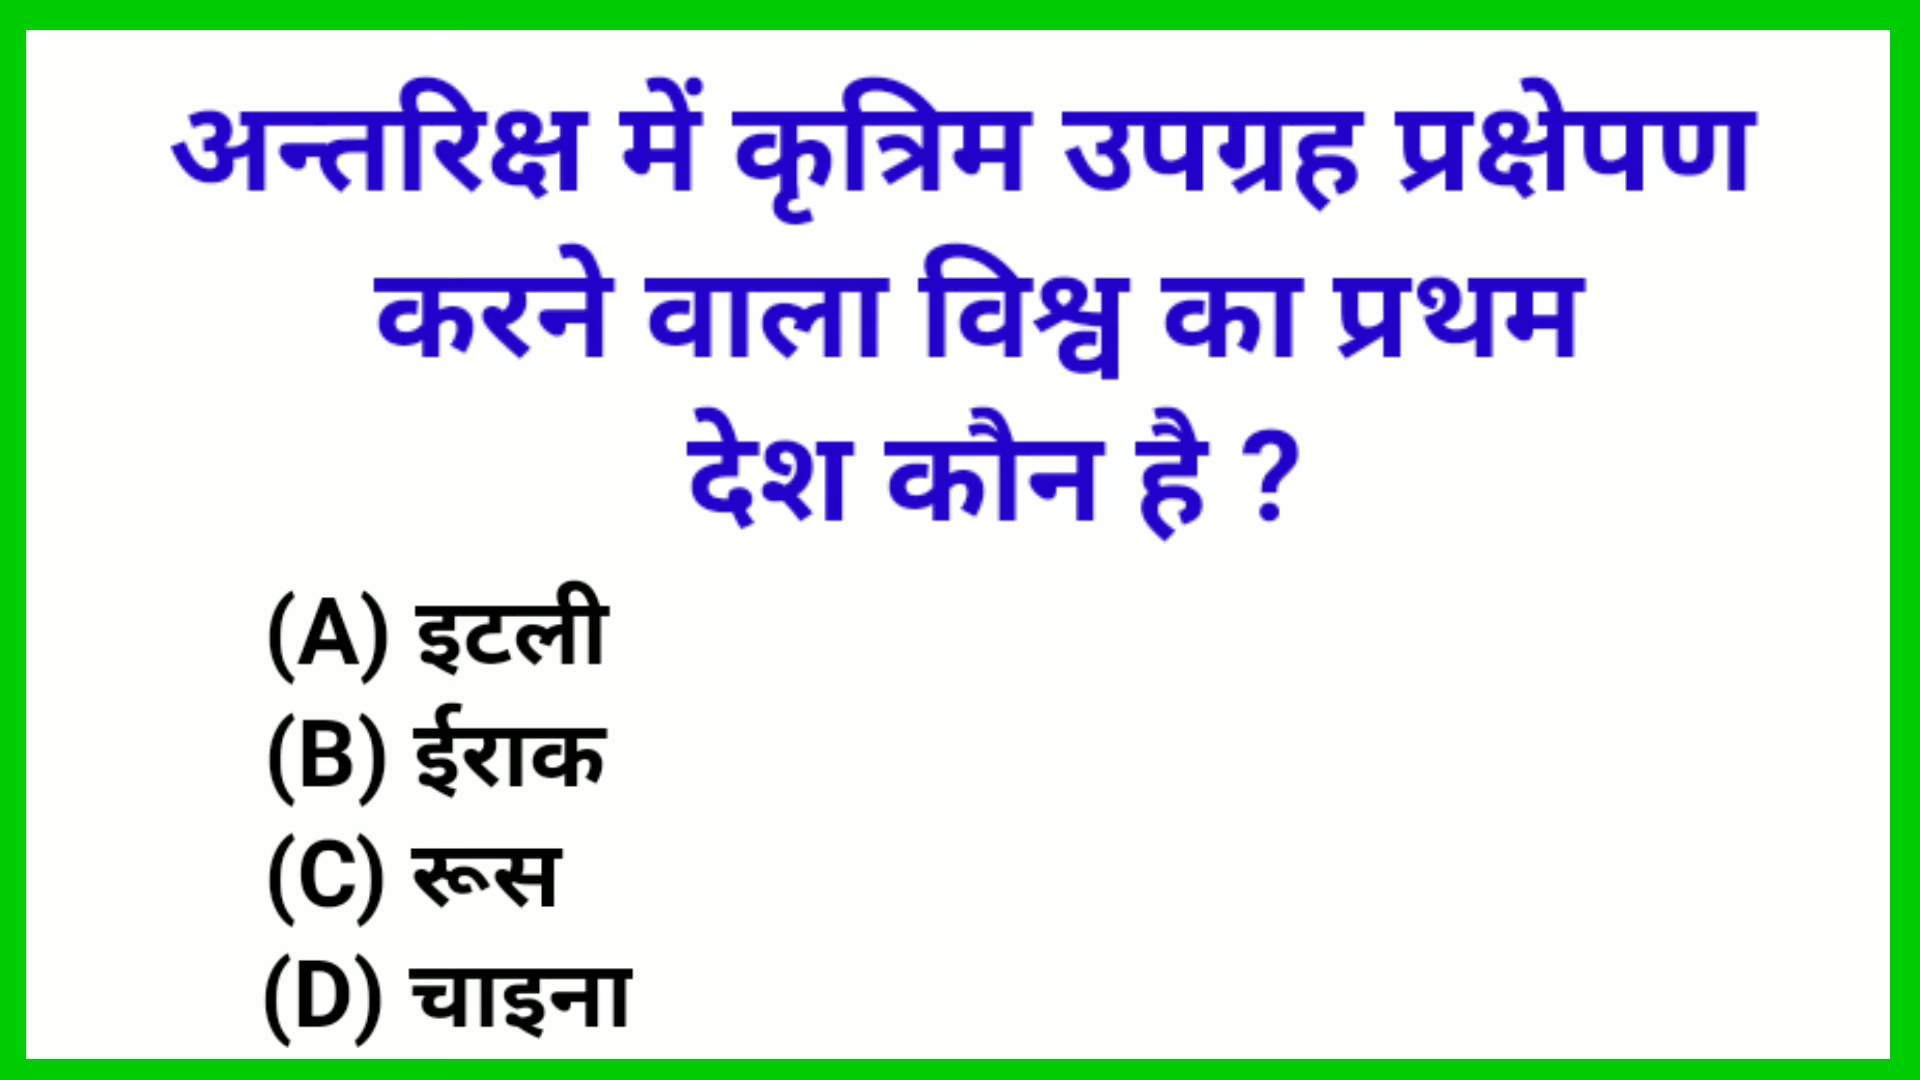 अन्तरिक्ष में कृत्रिम उपग्रह प्रक्षेपण
करने वाला विश्व का प्रथम
देश कौन है ?
(A) इटली
(B) ईराक
(C) रूस
(D) चाइना